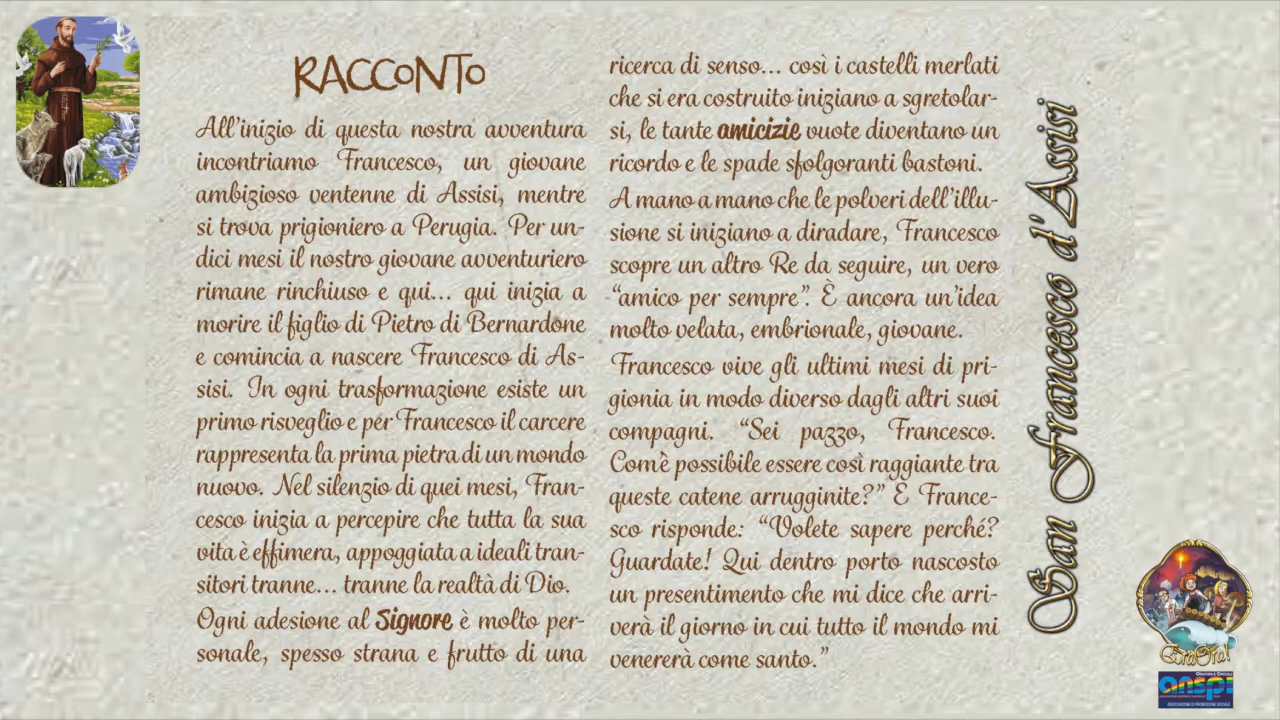 RACCONTO
All'inizio di questa nostra avventura
incontriamo Francesco, un giovane
ambizioso ventenne di Assisi, mentre
si trova prigioniero a Perugia. Per un-
dici mesi il nostro giovane avventuriero
rimane rinchiuso e qui... qui inizia a
morire il figlio di Pietro di Bernardone
e comincia a nascere Francesco di As-
sisi. In ogni trasformazione esiste un
primo risveglio e per Francesco il carcere
rappresenta la prima pietra di un mondo
nuovo. Nel silenzio di quei mesi, Fran-
cesco inizia a percepire che tutta la sua
vita è effimera, appoggiata a ideali tran-
sitori tranne... tranne la realtà di Dio.
Ogni adesione al Signore è molto per-
sonale, spesso strana e frutto di una
ricerca di senso... così i castelli merlati
che si era costruito iniziano a sgretolar-
si, le tante amicizie vuote diventano un
ricordo e le spade sfolgoranti bastoni.
A mano a mano che le polveri dell'illu-
sione si iniziano a diradare, Francesco
scopre un altro Re da seguire, un vero
"amico per sempre". È ancora un'idea
molto velata, embrionale, giovane.
Francesco vive gli ultimi mesi di pri-
gionia in modo diverso dagli altri suoi
compagni. "Sei pazzo, Francesco.
Com'è possibile essere così raggiante tra
queste catene arrugginite?" E France-
sco risponde: "Volete sapere perché?
Guardate! Qui dentro porto nascosto
un presentimento che mi dice che arri-
verà il giorno in cui tutto il mondo mi
venererà come santo."
San Francesco d'Assisi
anspi